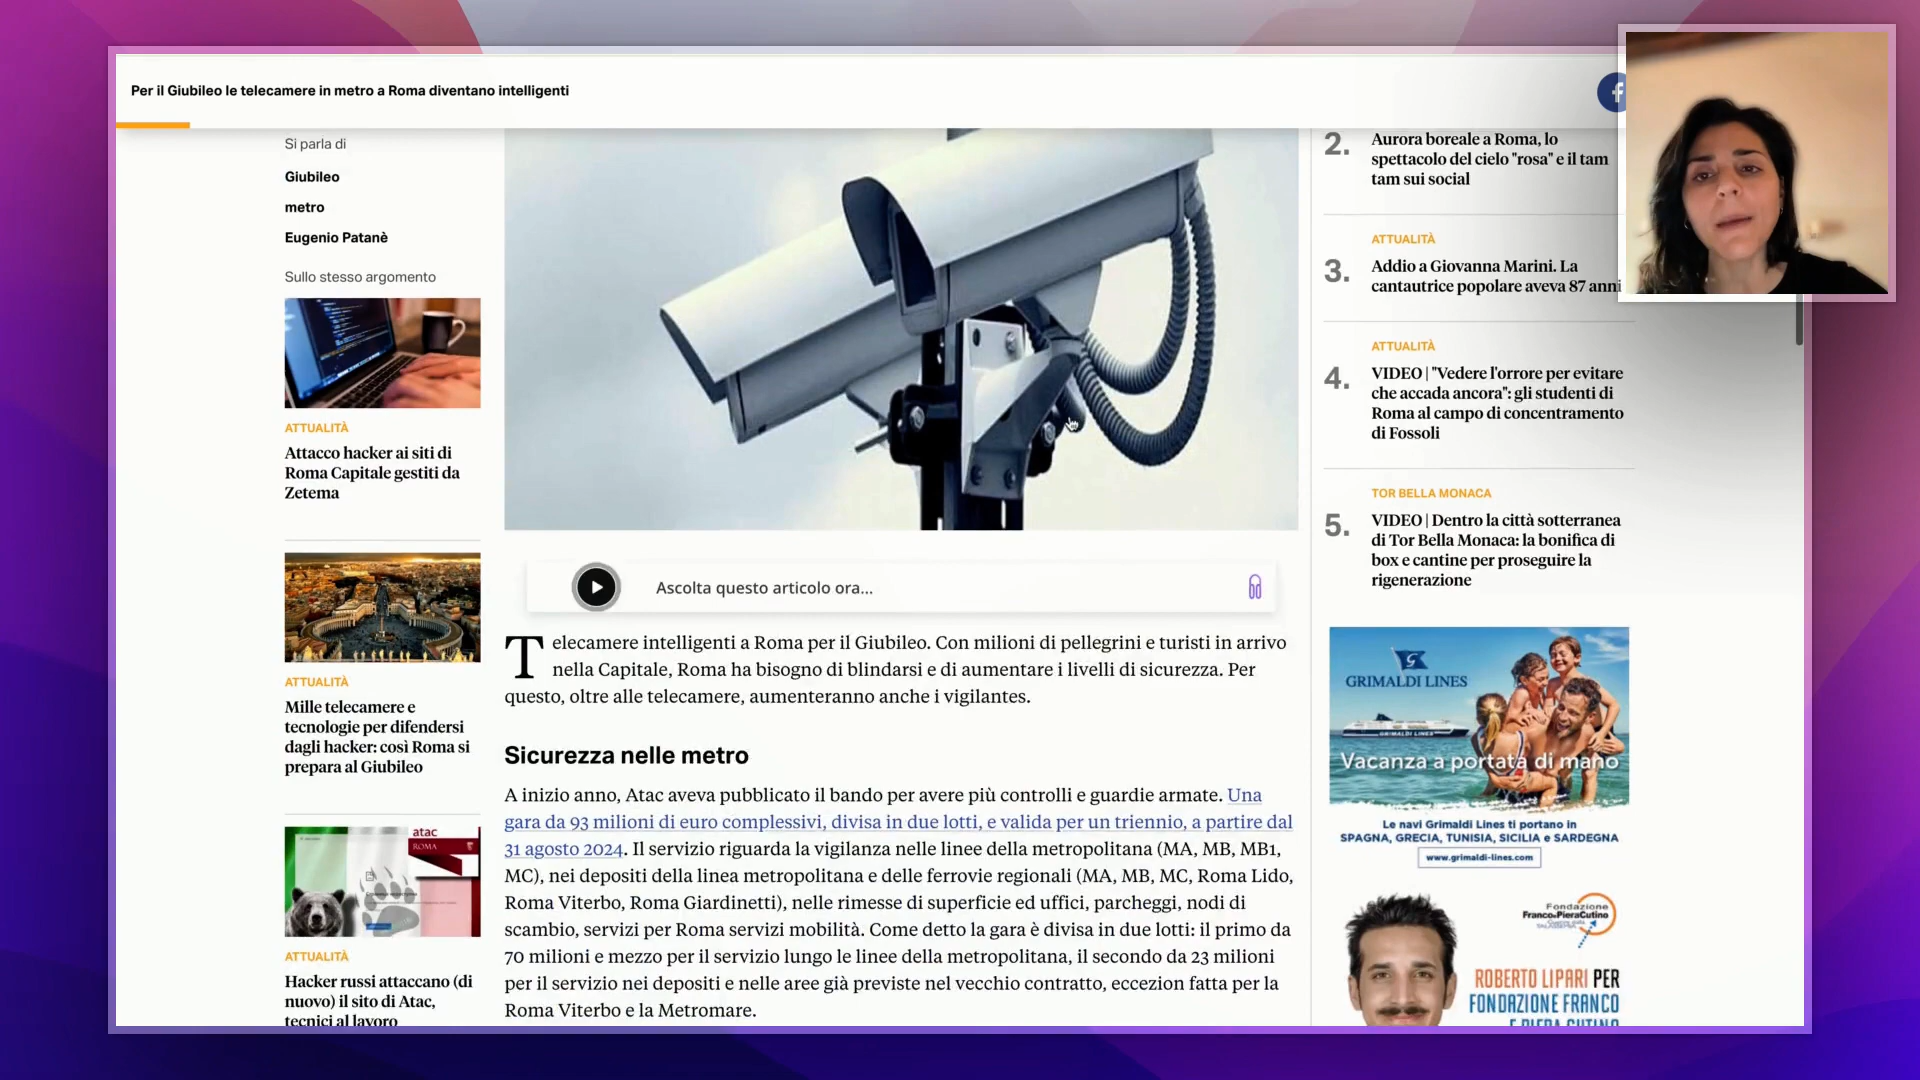 Per il Giubileo le telecamere in metro a Roma diventano intelligenti
Si parla di
Giubileo
metro
Eugenio Patanè
Sullo stesso argomento
ATTUALITÀ
Attacco hacker ai siti di
Roma Capitale gestiti da
Zetema
ATTUALITÀ
Mille telecamere e
tecnologie per difendersi
dagli hacker: così Roma si
prepara al Giubileo
atac
ROMA
ATTUALITÀ
Hacker russi attaccano (di
nuovo) il sito di Atac,
tecnici al lavoro
Ascolta questo articolo ora...
Telecamere intelligenti a Roma per il Giubileo. Con milioni di pellegrini e turisti in arrivo
nella Capitale, Roma ha bisogno di blindarsi e di aumentare i livelli di sicurezza. Per
questo, oltre alle telecamere, aumenteranno anche i vigilantes.
Sicurezza nelle metro
A inizio anno, Atac aveva pubblicato il bando per avere più controlli e guardie armate. Una
gara da 93 milioni di euro complessivi, divisa in due lotti, e valida per un triennio, a partire dal
31 agosto 2024. Il servizio riguarda la vigilanza nelle linee della metropolitana (MA, MB, MB1,
MC), nei depositi della linea metropolitana e delle ferrovie regionali (MA, MB, MC, Roma Lido,
Roma Viterbo, Roma Giardinetti), nelle rimesse di superficie ed uffici, parcheggi, nodi di
scambio, servizi per Roma servizi mobilità. Come detto la gara è divisa in due lotti: il primo da
70 milioni e mezzo per il servizio lungo le linee della metropolitana, il secondo da 23 milioni
per il servizio nei depositi e nelle aree già previste nel vecchio contratto, eccezion fatta per la
Roma Viterbo e la Metromare.
2.
Aurora boreale a Roma, lo
spettacolo del cielo "rosa" e il tam
tam sui social
ATTUALITÀ
3.
Addio a Giovanna Marini. La
cantautrice popolare aveva 87 anni
ATTUALITÀ
4.
VIDEO | "Vedere l'orrore per evitare
che accada ancora": gli studenti di
Roma al campo di concentramento
di Fossoli
TOR BELLA MONACA
5.
VIDEO | Dentro la città sotterranea
di Tor Bella Monaca: la bonifica di
box e cantine per proseguire la
rigenerazione
GRIMALDI LINES
GRIMALDI LINES
Vacanza a portata di mano
Le navi Grimaldi Lines ti portano in
SPAGNA, GRECIA, TUNISIA, SICILIA e SARDEGNA
www.grimaldi-lines.com
Fondazione
Franco e Piera Cutino
ROBERTO LIPARI PER
FONDAZIONE FRANCO
E PIERA CUTINO